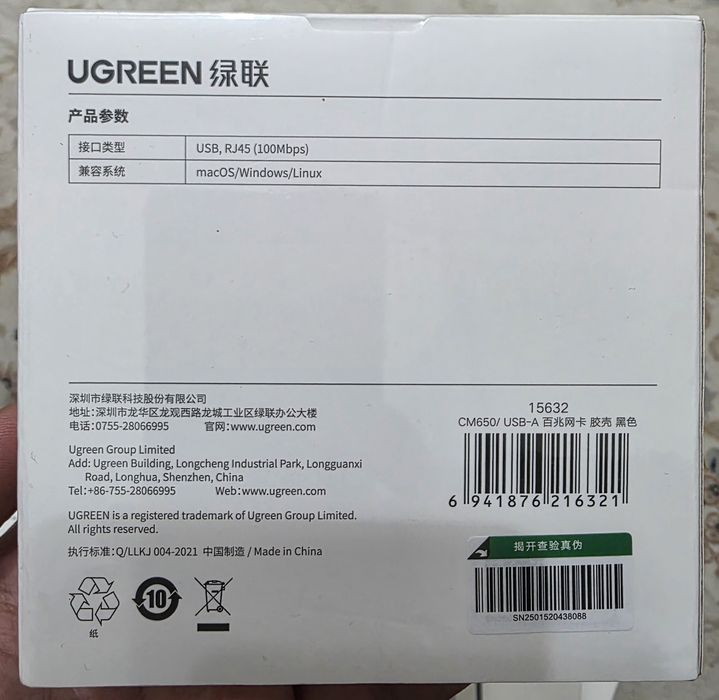 UGREEN 绿联
产品参数
接口类型 USB, RJ45 (100Mbps)
兼容系统 macOS/Windows/Linux
深圳市绿联科技股份有限公司
地址：深圳市龙华区龙观西路龙城工业区绿联办公大楼
电话：0755-28066995 官网：www.ugreen.com
Ugreen Group Limited
Add: Ugreen Building, Longcheng Industrial Park, Longguanxi
Road, Longhua, Shenzhen, China
Tel:+86-755-28066995 Web:www.ugreen.com
UGREEN is a registered trademark of Ugreen Group Limited.
All rights reserved.
执行标准：Q/LLKJ 004-2021 中国制造 / Made in China
纸
10
15632
CM650/ USB-A 百兆网卡 胶壳 黑色
6 941876 216321
揭开查验真伪
SN2501520438088